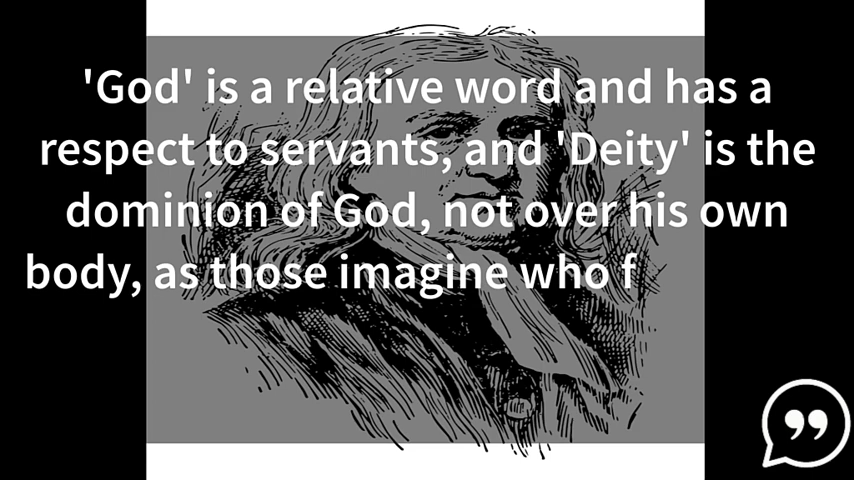 'God' is a relative word and has a
respect to servants, and 'Deity' is the
dominion of God, not over his own
body, as those imagine who f